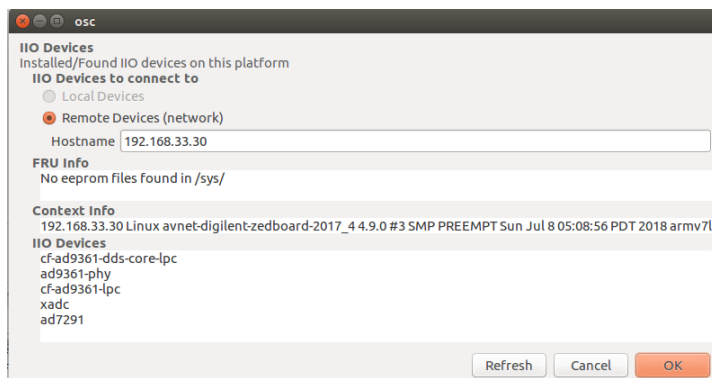 osc
IIO Devices
Installed/Found IIO devices on this platform
IIO Devices to connect to
Local Devices
Remote Devices (network)
Hostname 192.168.33.30
FRU Info
No eeprom files found in /sys/
Context Info
192.168.33.30 Linux avnet-digilent-zedboard-2017_4 4.9.0 #3 SMP PREEMPT Sun Jul 8 05:08:56 PDT 2018 armv7l
IIO Devices
cf-ad9361-dds-core-lpc
ad9361-phy
cf-ad9361-lpc
xadc
ad7291
Refresh Cancel OK